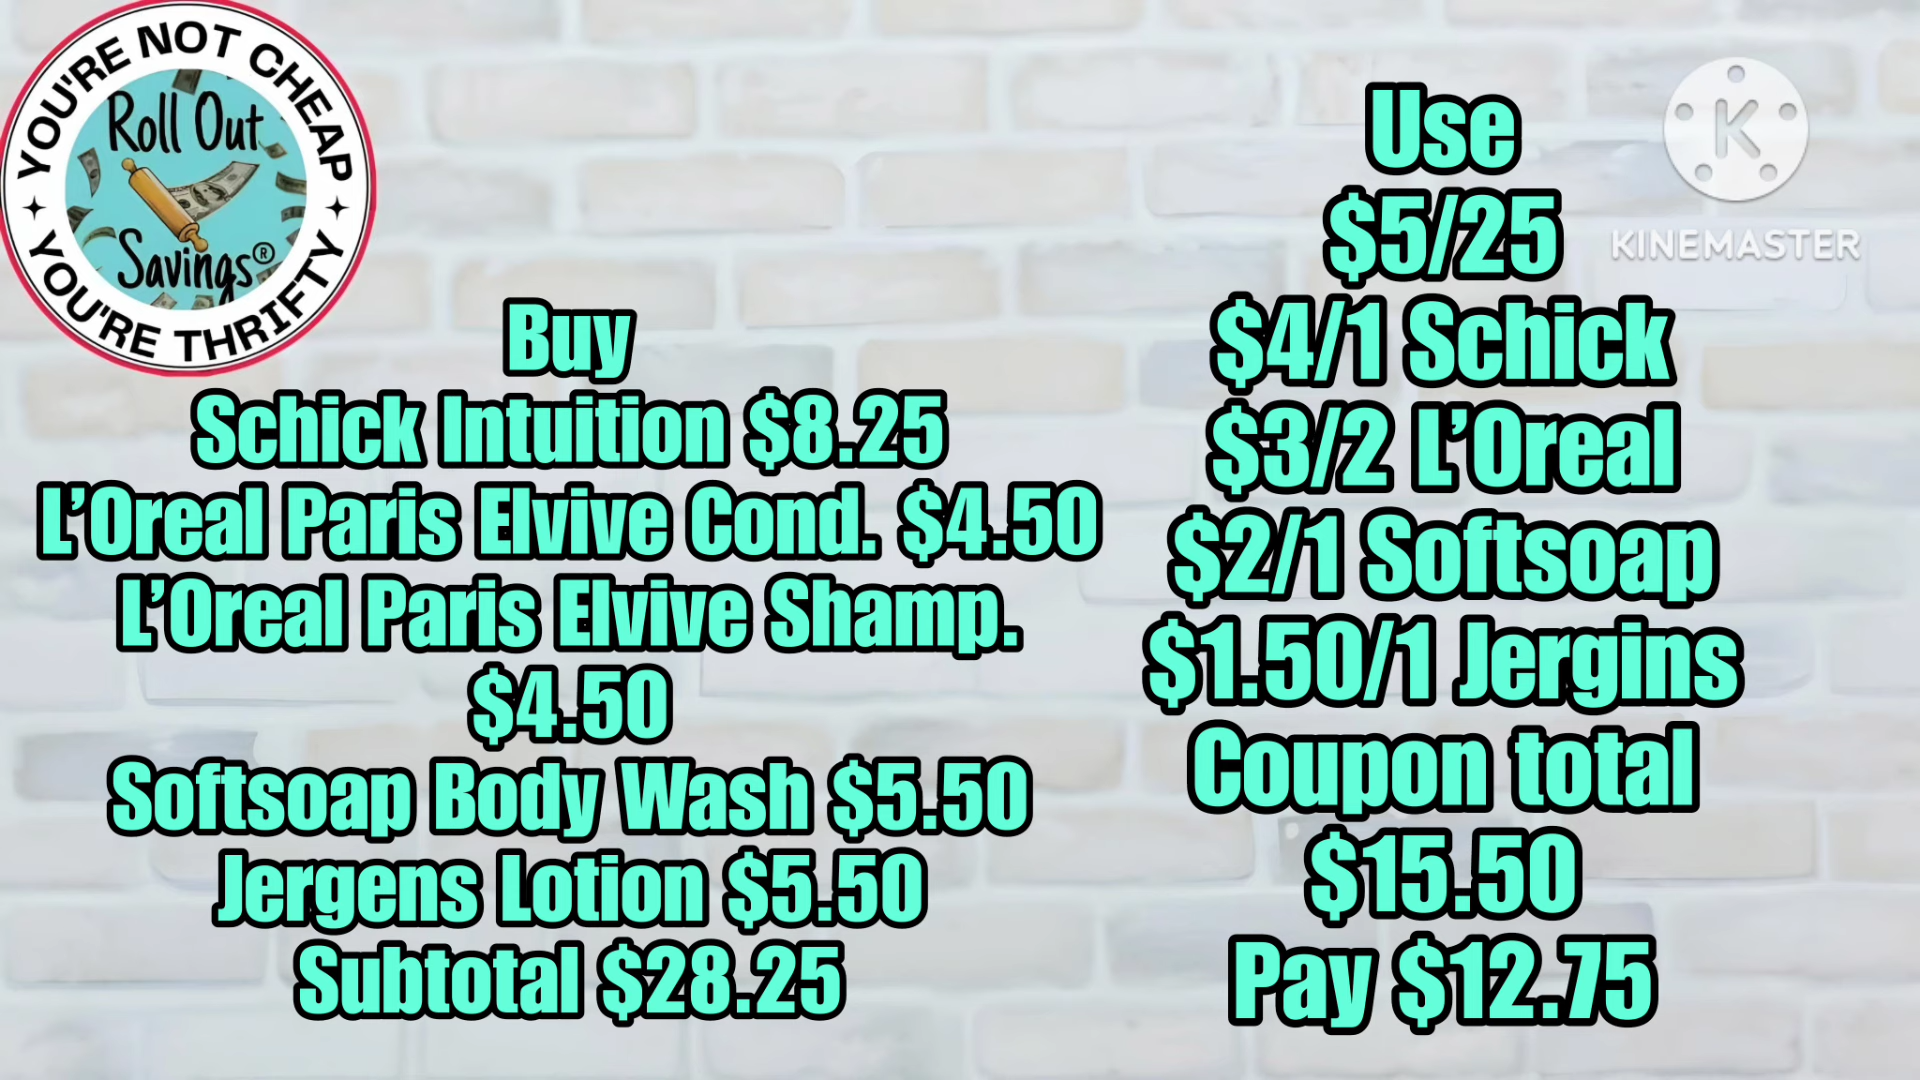 YOU'RE NOT CHEAP
Roll Out
Savings®
YOU'RE THRIFTY
Buy
Schick Intuition $8.25
L'Oreal Paris Elvive Cond. $4.50
L'Oreal Paris Elvive Shamp.
$4.50
Softsoap Body Wash $5.50
Jergens Lotion $5.50
Subtotal $28.25
Use
$5/25
$4/1 Schick
$3/2 L'Oreal
$2/1 Softsoap
$1.50/1 Jergins
Coupon total
$15.50
Pay $12.75
K
KINEMASTER